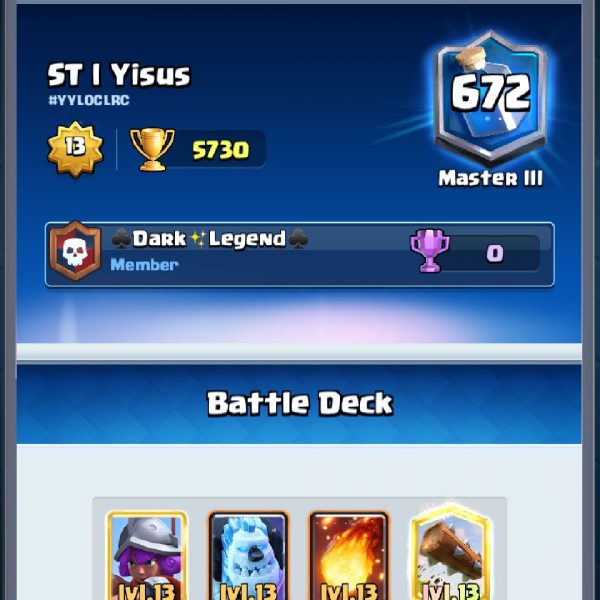 ST | Yisus
#YYLOCLRC
672
13
5730
Master III
Dark Legend
0
Member
Battle Deck
lvl.13
lvl.13
lvl.13
lvl.13